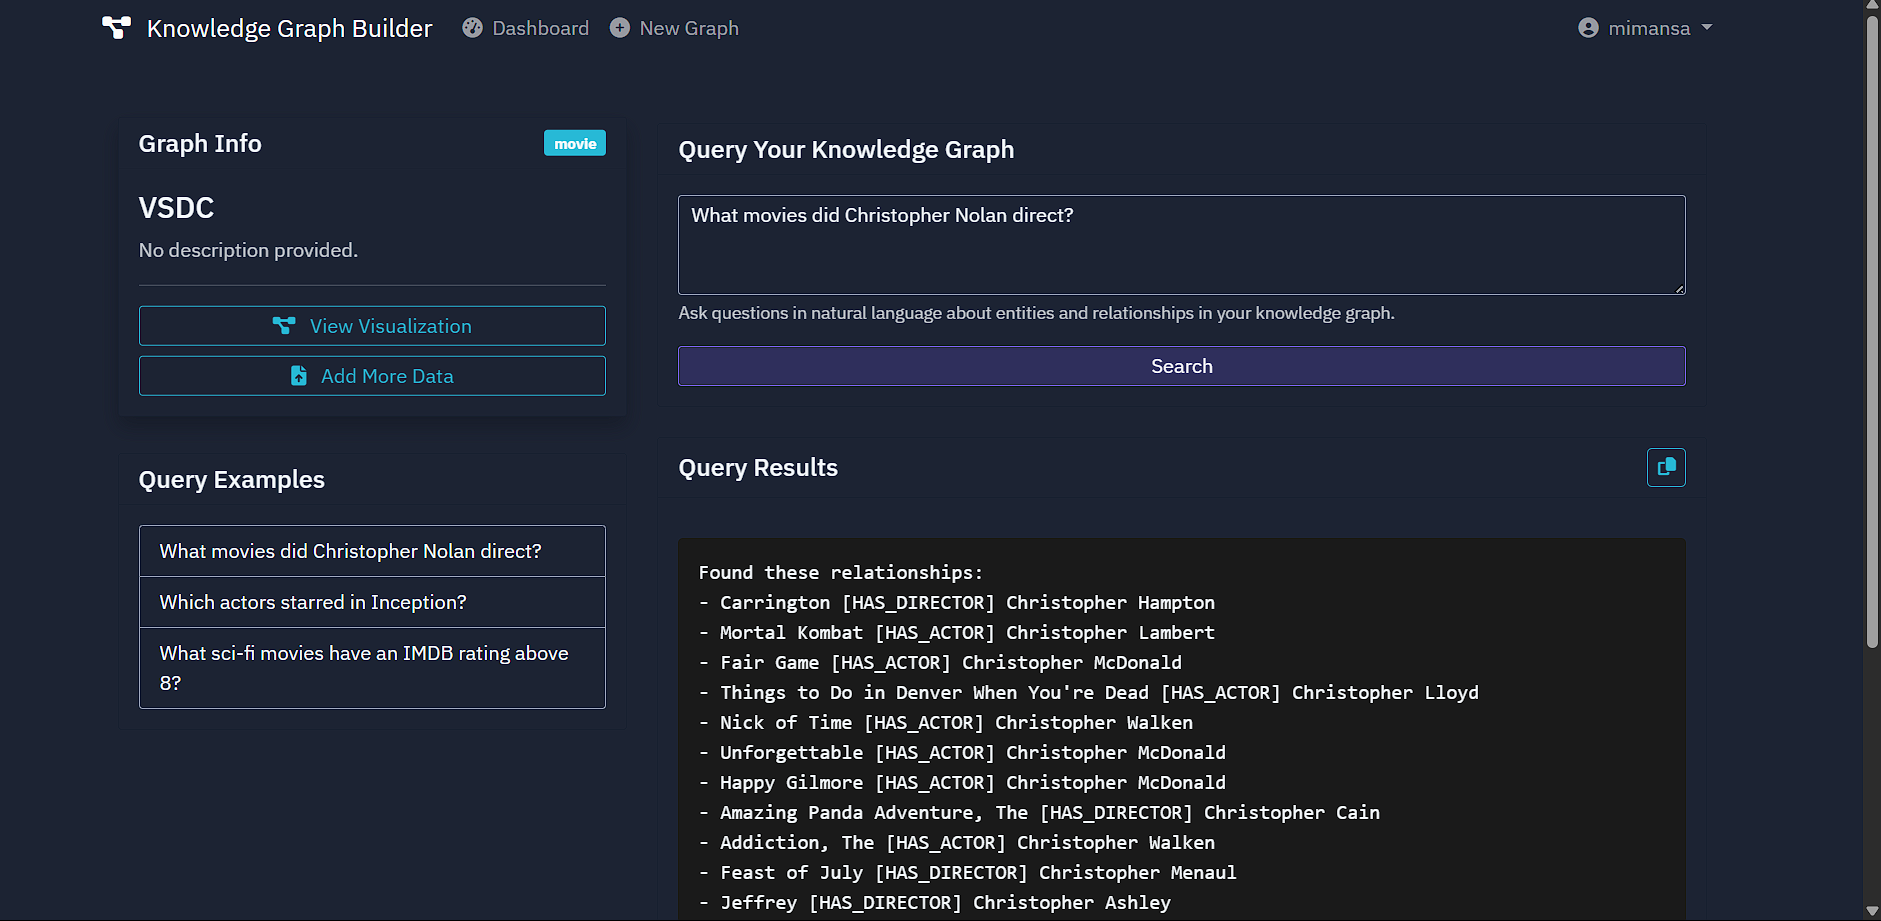 Knowledge Graph Builder Dashboard New Graph mimansa
Graph Info movie
VSDC
No description provided.
View Visualization
Add More Data
Query Examples
What movies did Christopher Nolan direct?
Which actors starred in Inception?
What sci-fi movies have an IMDB rating above
8?
Query Your Knowledge Graph
What movies did Christopher Nolan direct?
Ask questions in natural language about entities and relationships in your knowledge graph.
Search
Query Results
Found these relationships:
- Carrington [HAS_DIRECTOR] Christopher Hampton
- Mortal Kombat [HAS_ACTOR] Christopher Lambert
- Fair Game [HAS_ACTOR] Christopher McDonald
- Things to Do in Denver When You're Dead [HAS_ACTOR] Christopher Lloyd
- Nick of Time [HAS_ACTOR] Christopher Walken
- Unforgettable [HAS_ACTOR] Christopher McDonald
- Happy Gilmore [HAS_ACTOR] Christopher McDonald
- Amazing Panda Adventure, The [HAS_DIRECTOR] Christopher Cain
- Addiction, The [HAS_ACTOR] Christopher Walken
- Feast of July [HAS_DIRECTOR] Christopher Menaul
- Jeffrey [HAS_DIRECTOR] Christopher Ashley